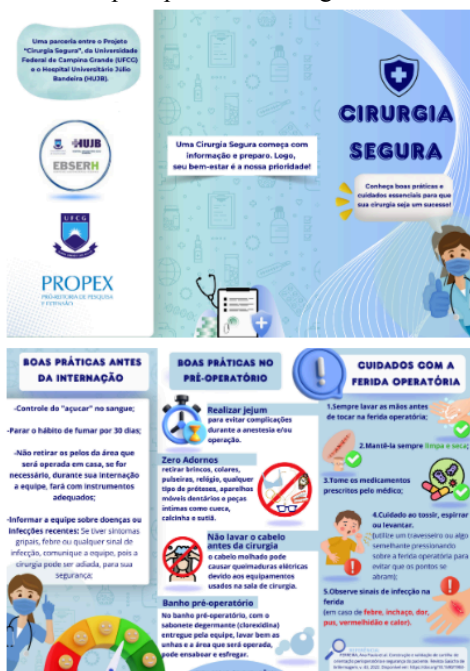 Uma parceria entre o Projeto
"Cirurgia Segura", da Universidade
Federal de Campina Grande (UFCG)
e o Hospital Universitário Júlio
Bandeira (HUJB).
HUJB
EBSERH
UFCG
PROPEX
PRÓ-REITORIA DE PESQUISA
E EXTENSÃO
Uma Cirurgia Segura começa com
informação e preparo. Logo,
seu bem-estar é a nossa prioridade!
CIRURGIA
SEGURA
Conheça boas práticas e
cuidados essenciais para que
sua cirurgia seja um sucesso!
BOAS PRÁTICAS ANTES
DA INTERNAÇÃO
-Controle do "açucar" no sangue;
-Parar o hábito de fumar por 30 dias;
-Não retirar os pelos da área que
será operada em casa, se for
necessário, durante sua internação
a equipe, fará com instrumentos
adequados;
-Informar a equipe sobre doenças ou
infecções recentes: Se tiver sintomas
gripais, febre ou qualquer sinal de
infecção, comunique a equipe, pois a
cirurgia pode ser adiada, para sua
segurança;
BOAS PRÁTICAS NO
PRÉ-OPERATÓRIO
Realizar jejum
para evitar complicações
durante a anestesia e/ou
operação.
Zero Adornos
retirar brincos, colares,
pulseiras, relógio, qualquer
tipo de próteses, aparelhos
móveis dentários e peças
íntimas como cueca,
calcinha e sutiã.
Não lavar o cabelo
antes da cirurgia
o cabelo molhado pode
causar queimaduras elétricas
devido aos equipamentos
usados na sala de cirurgia.
Banho pré-operatório
No banho pré-operatório, com o
sabonete degermante (clorexidina)
entregue pela equipe, lavar bem as
unhas e a área que será operada,
pode ensaboar e esfregar.
CUIDADOS COM A
FERIDA OPERATÓRIA
1.Sempre lavar as mãos antes
de tocar na ferida operatória;
2.Mantê-la sempre limpa e seca;
3.Tome os medicamentos
prescritos pelo médico;
4.Cuidado ao tossir, espirrar
ou levantar.
(utilize um travesseiro ou algo
semelhante pressionando
sobre a ferida operatória para
evitar que os pontos se
abram);
5.Observe sinais de infecção na
ferida
(em caso de febre, inchaço, dor,
pus, vermelhidão e calor).